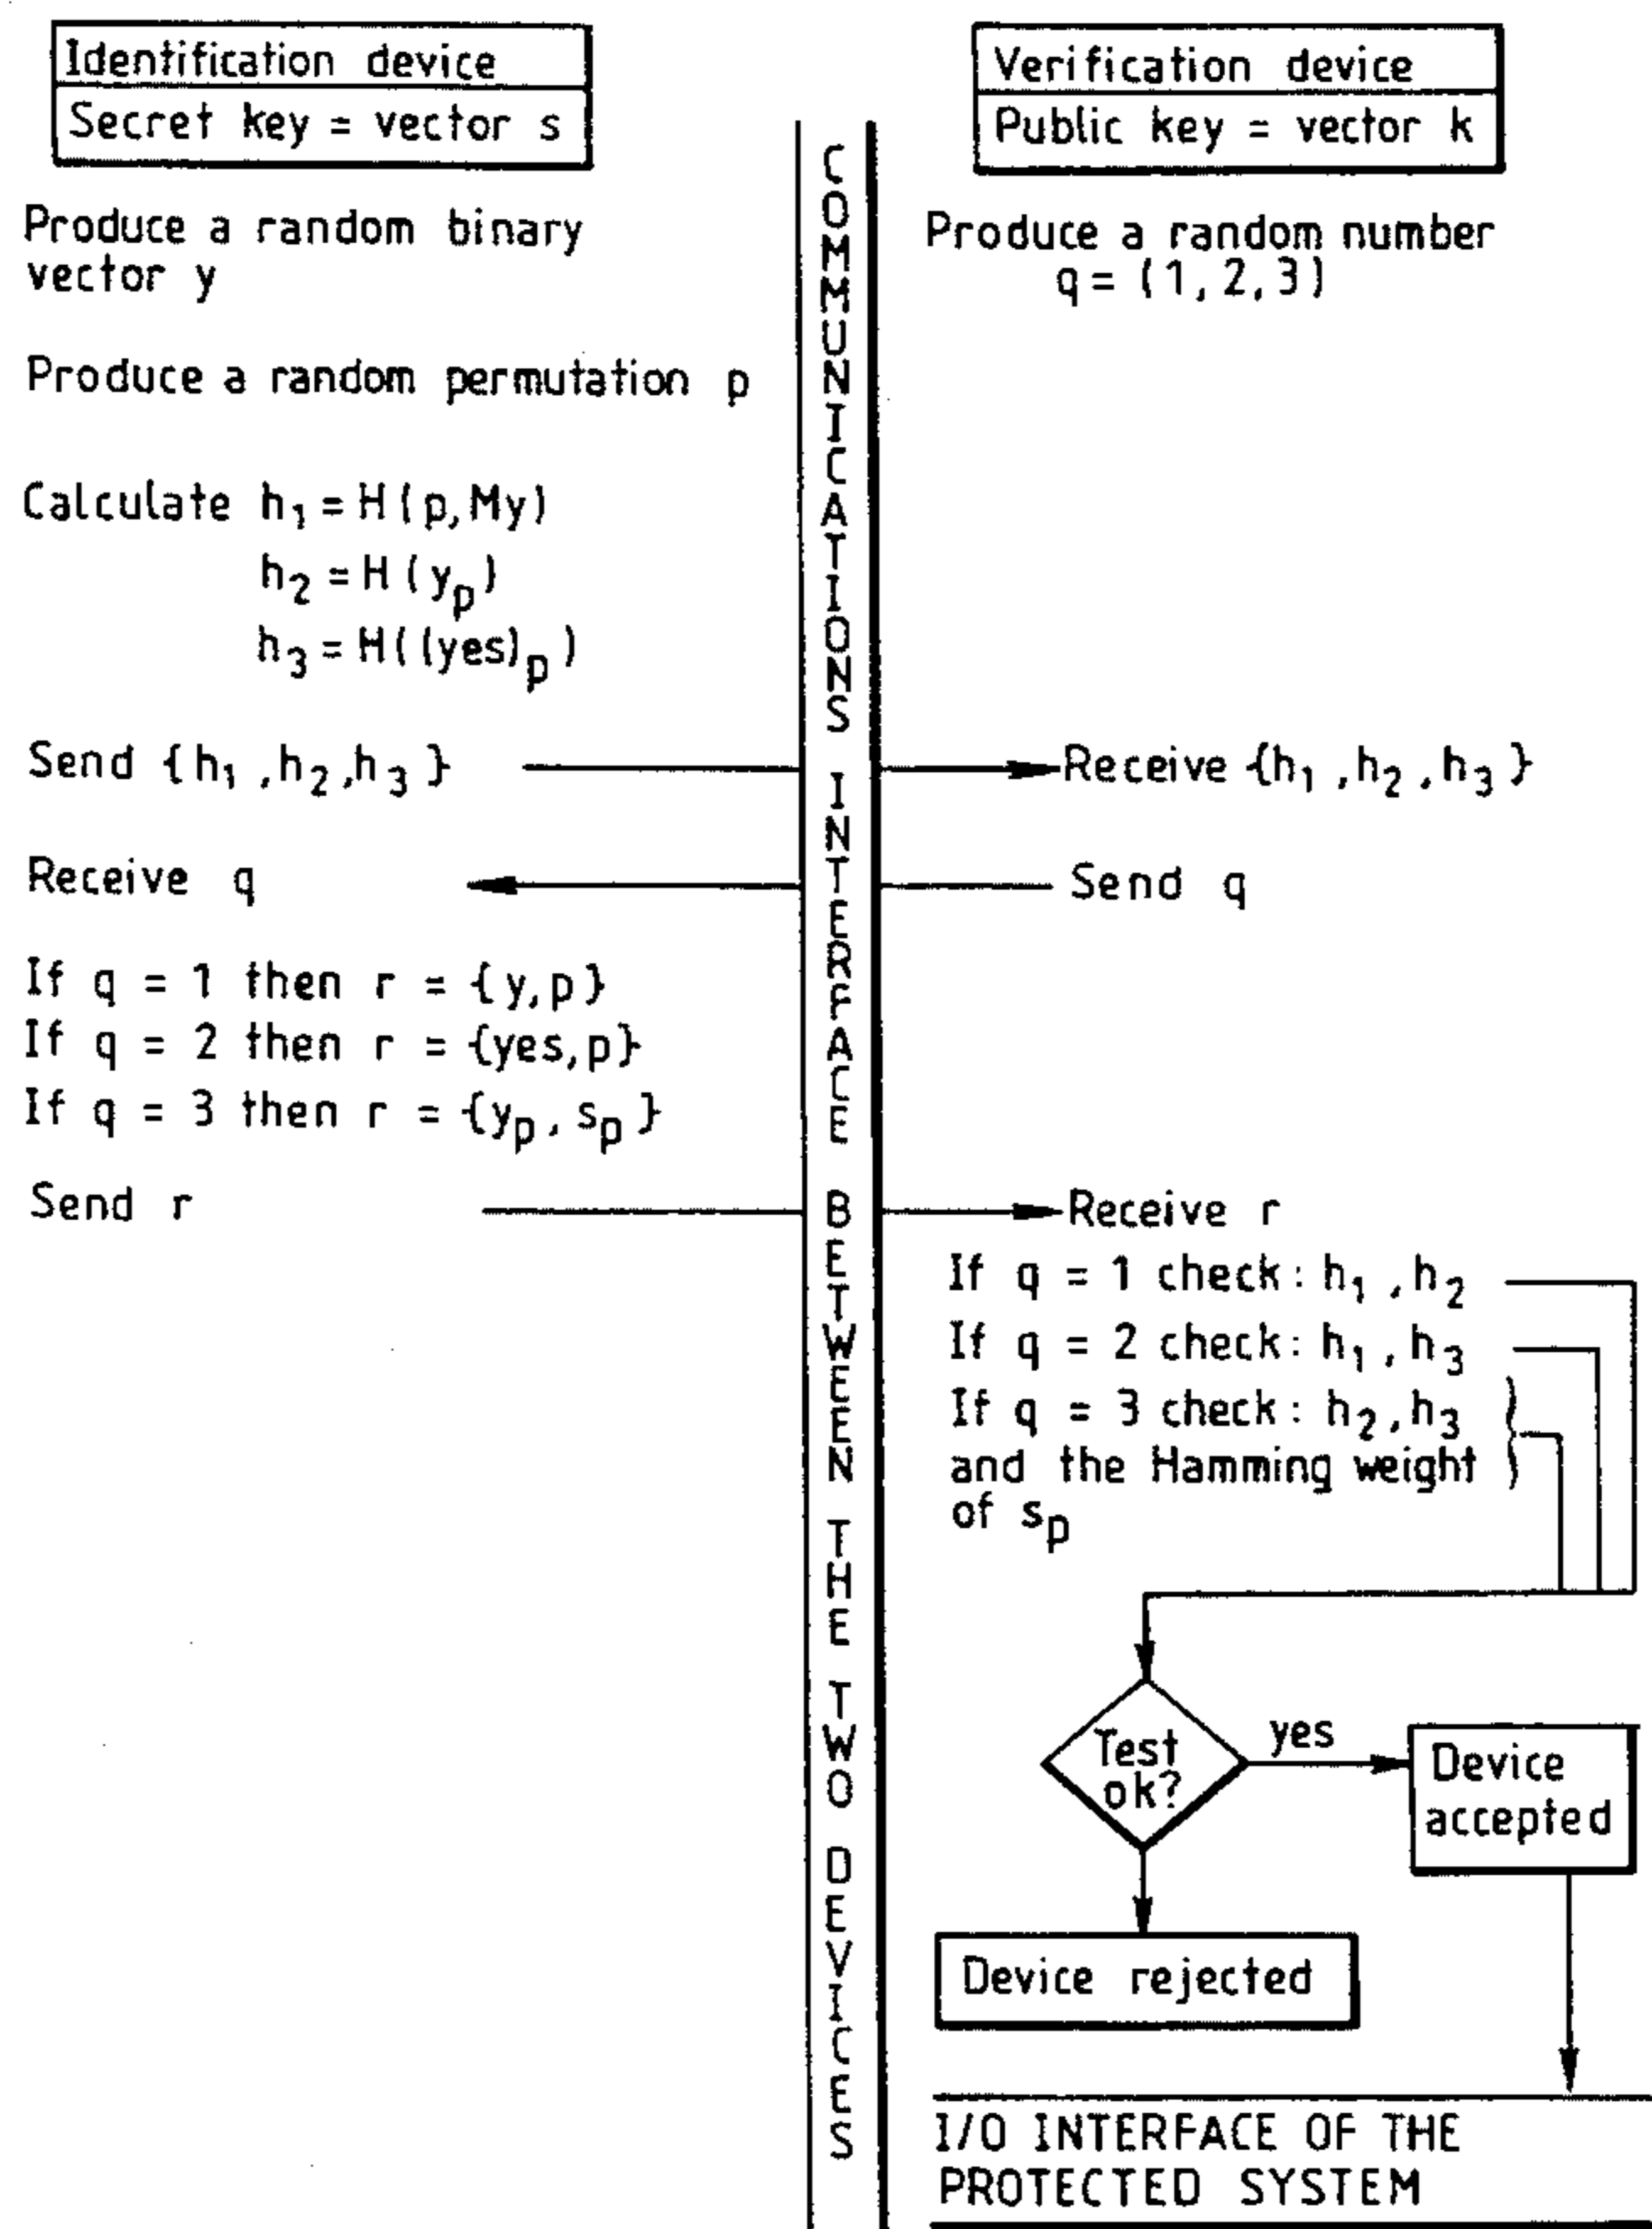 Identification device
Secret key = vector s
Produce a random binary
vector y
Produce a random permutation p
Calculate h₁ = H(p, My)
h₂ = H(yₚ)
h₃ = H((yes)ₚ)
Send {h₁, h₂, h₃}
Receive q
If q = 1 then r = {y, p}
If q = 2 then r = {yes, p}
If q = 3 then r = {yₚ, sₚ}
Send r
COMMUNICATIONS INTERFACE BETWEEN THE TWO DEVICES
Verification device
Public key = vector k
Produce a random number
q = (1, 2, 3)
Receive {h₁, h₂, h₃}
Send q
Receive r
If q = 1 check: h₁, h₂
If q = 2 check: h₁, h₃
If q = 3 check: h₂, h₃
and the Hamming weight
of sₚ
Test
ok?
yes
Device
accepted
Device rejected
I/O INTERFACE OF THE
PROTECTED SYSTEM